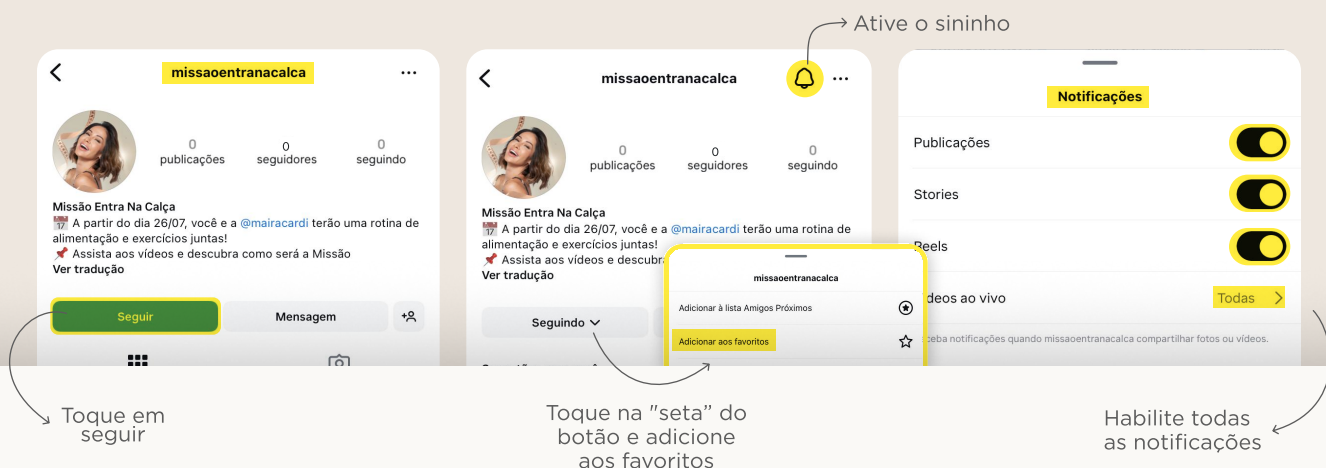 Ative o sininho
missaoentranacalca
0
publicações
0
seguidores
0
seguindo
Missão Entra Na Calça
17 A partir do dia 26/07, você e a @mairacardi terão uma rotina de
alimentação e exercícios juntas!
Assista aos vídeos e descubra como será a Missão
Ver tradução
Seguir
Mensagem
Toque em
seguir
missaoentranacalca
0
publicações
0
seguidores
0
seguindo
Missão Entra Na Calça
17 A partir do dia 26/07, você e a @mairacardi terão uma rotina de
alimentação e exercícios juntas!
Assista aos vídeos e descubr
Ver tradução
Seguindo
missaoentranacalca
Adicionar à lista Amigos Próximos
Adicionar aos favoritos
Toque na "seta” do
botão e adicione
aos favoritos
Notificações
Publicações
Stories
Reels
deos ao vivo
Todas
ceba notificações quando missaoentranacalca compartilhar fotos ou vídeos.
Habilite todas
as notificações